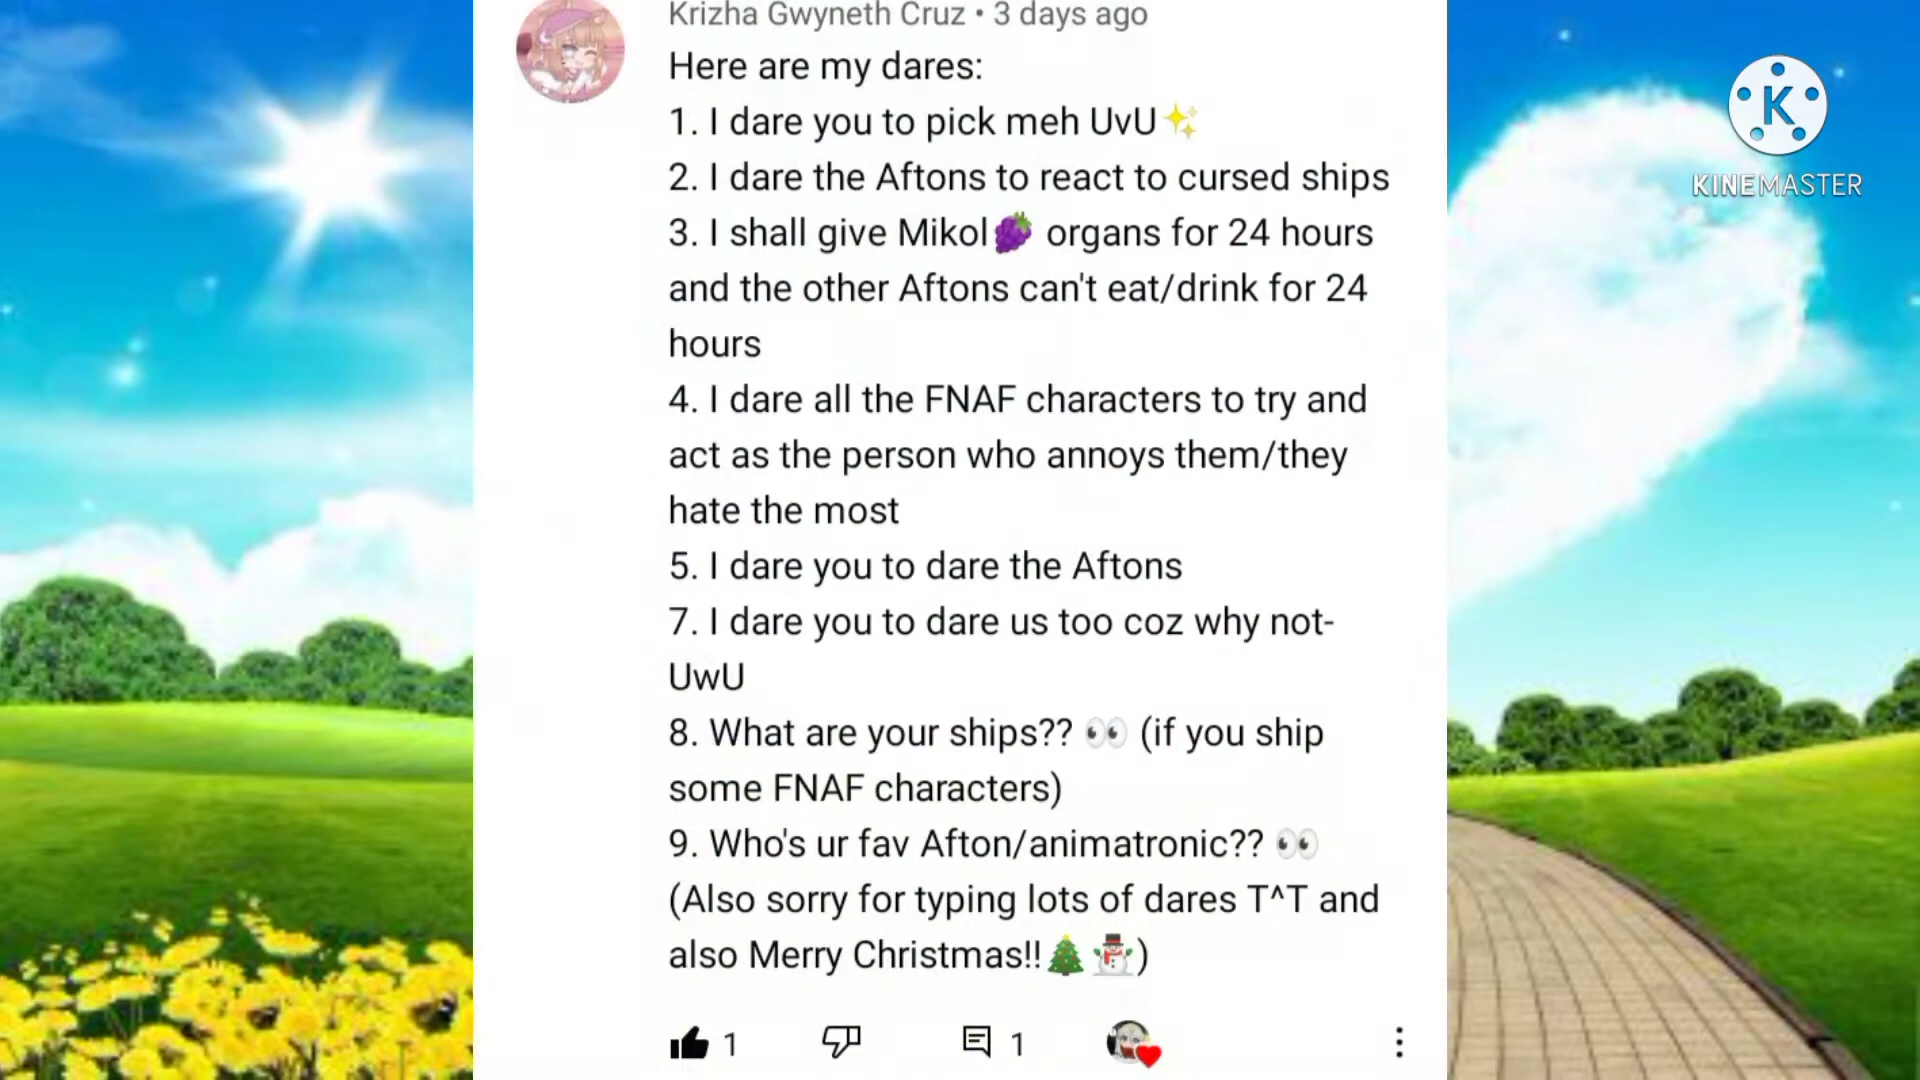 Krizha Gwyneth Cruz • 3 days ago
Here are my dares:
1. I dare you to pick meh UvU✨
2. I dare the Aftons to react to cursed ships
3. I shall give Mikol🍇 organs for 24 hours
and the other Aftons can't eat/drink for 24
hours
4. I dare all the FNAF characters to try and
act as the person who annoys them/they
hate the most
5. I dare you to dare the Aftons
7. I dare you to dare us too coz why not-
UwU
8. What are your ships?? 👀 (if you ship
some FNAF characters)
9. Who's ur fav Afton/animatronic?? 👀
(Also sorry for typing lots of dares T^T and
also Merry Christmas!!🎄⛄)
1 1
K
KINEMASTER